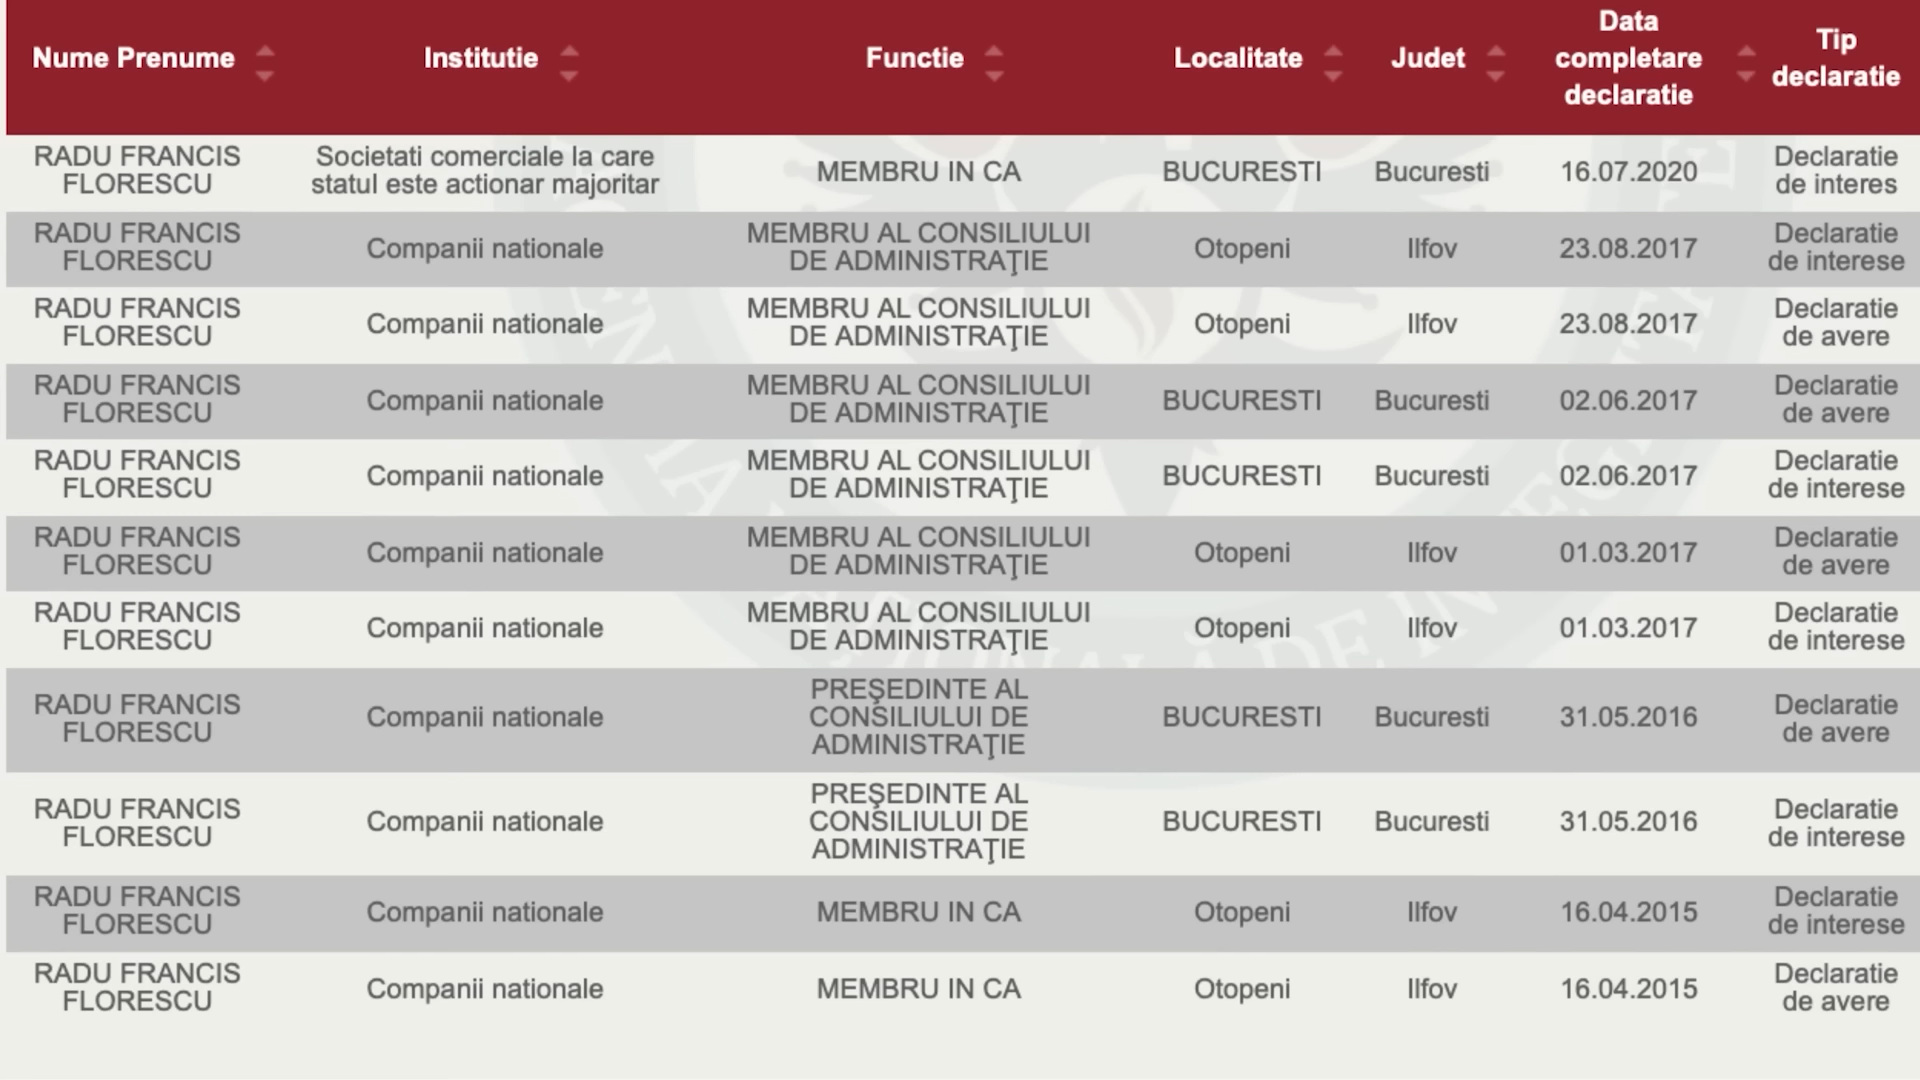 Nume Prenume Institutie Functie Localitate Judet Data completare declaratie Tip declaratie
RADU FRANCIS FLORESCU Societati comerciale la care statul este actionar majoritar MEMBRU IN CA BUCURESTI Bucuresti 16.07.2020 Declaratie de interes
RADU FRANCIS FLORESCU Companii nationale MEMBRU AL CONSILIULUI DE ADMINISTRAŢIE Otopeni Ilfov 23.08.2017 Declaratie de interese
RADU FRANCIS FLORESCU Companii nationale MEMBRU AL CONSILIULUI DE ADMINISTRAŢIE Otopeni Ilfov 23.08.2017 Declaratie de avere
RADU FRANCIS FLORESCU Companii nationale MEMBRU AL CONSILIULUI DE ADMINISTRAŢIE BUCURESTI Bucuresti 02.06.2017 Declaratie de avere
RADU FRANCIS FLORESCU Companii nationale MEMBRU AL CONSILIULUI DE ADMINISTRAŢIE BUCURESTI Bucuresti 02.06.2017 Declaratie de interese
RADU FRANCIS FLORESCU Companii nationale MEMBRU AL CONSILIULUI DE ADMINISTRAŢIE Otopeni Ilfov 01.03.2017 Declaratie de avere
RADU FRANCIS FLORESCU Companii nationale MEMBRU AL CONSILIULUI DE ADMINISTRAŢIE Otopeni Ilfov 01.03.2017 Declaratie de interese
RADU FRANCIS FLORESCU Companii nationale PREŞEDINTE AL CONSILIULUI DE ADMINISTRAŢIE BUCURESTI Bucuresti 31.05.2016 Declaratie de avere
RADU FRANCIS FLORESCU Companii nationale PREŞEDINTE AL CONSILIULUI DE ADMINISTRAŢIE BUCURESTI Bucuresti 31.05.2016 Declaratie de interese
RADU FRANCIS FLORESCU Companii nationale MEMBRU IN CA Otopeni Ilfov 16.04.2015 Declaratie de interese
RADU FRANCIS FLORESCU Companii nationale MEMBRU IN CA Otopeni Ilfov 16.04.2015 Declaratie de avere